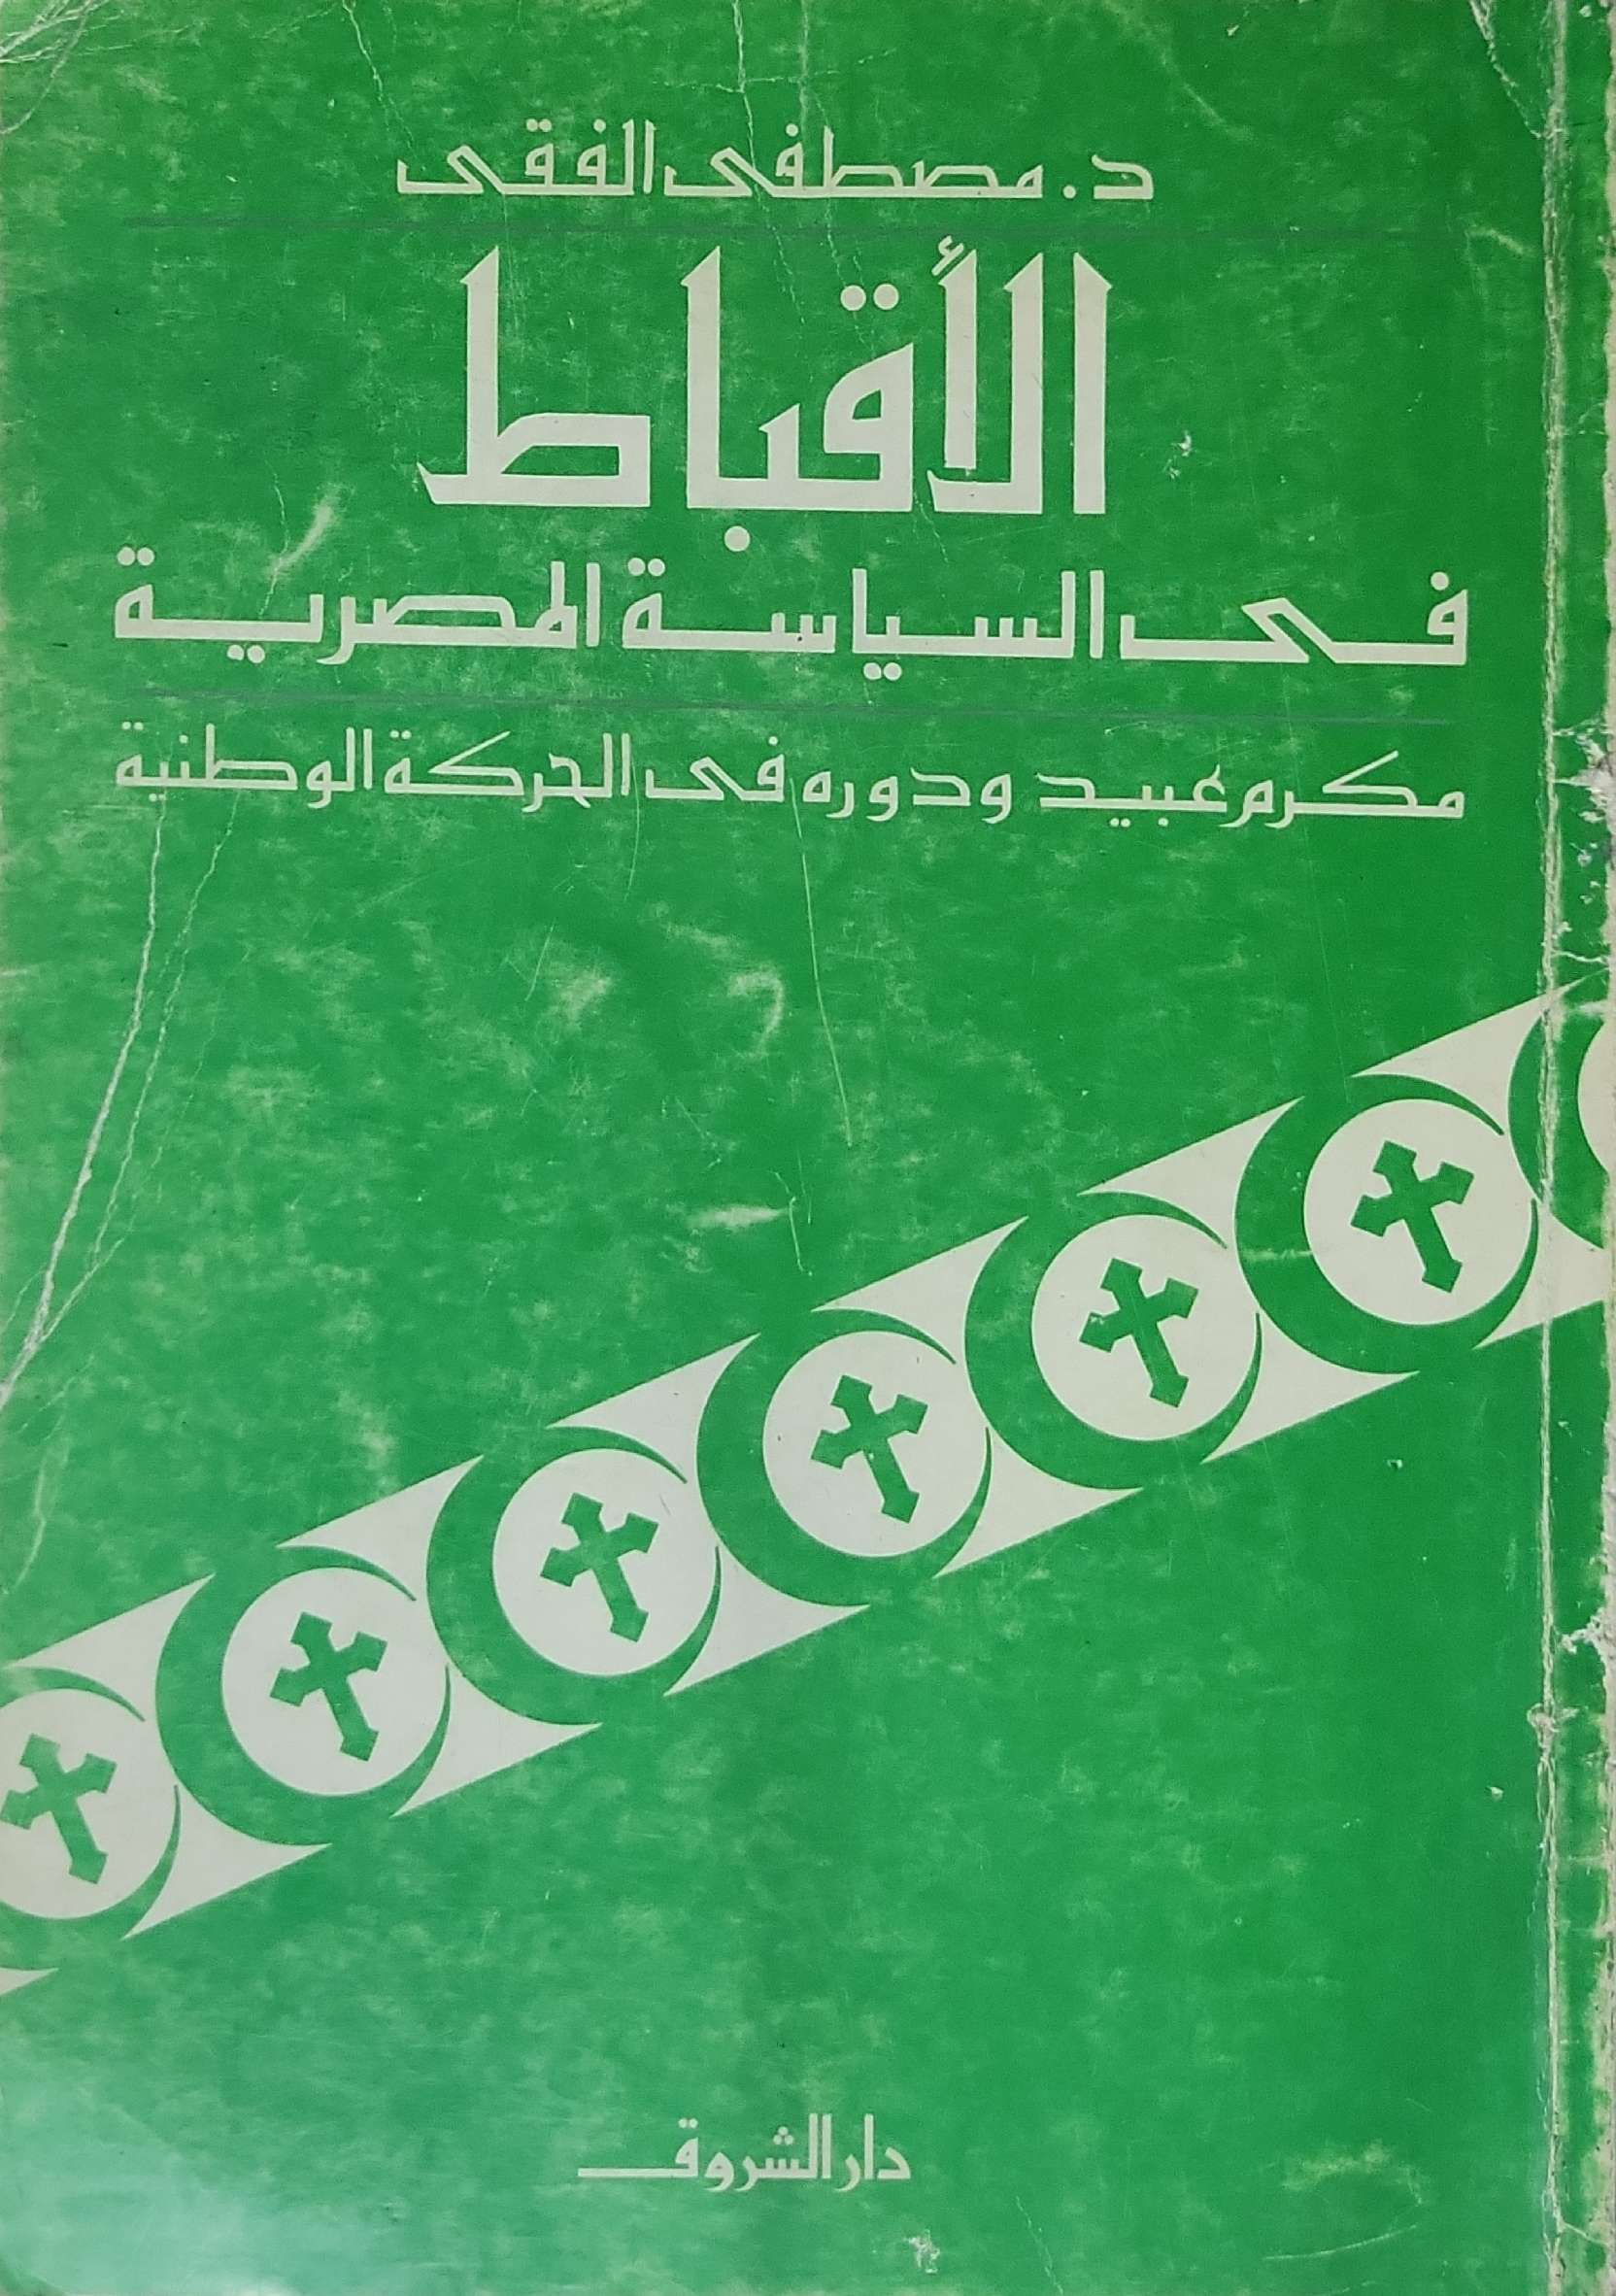 د. مصطفى الفقى
الأقباط
فى السياسة المصرية
مكرم عبيد ودوره فى الحركة الوطنية
دار الشروق